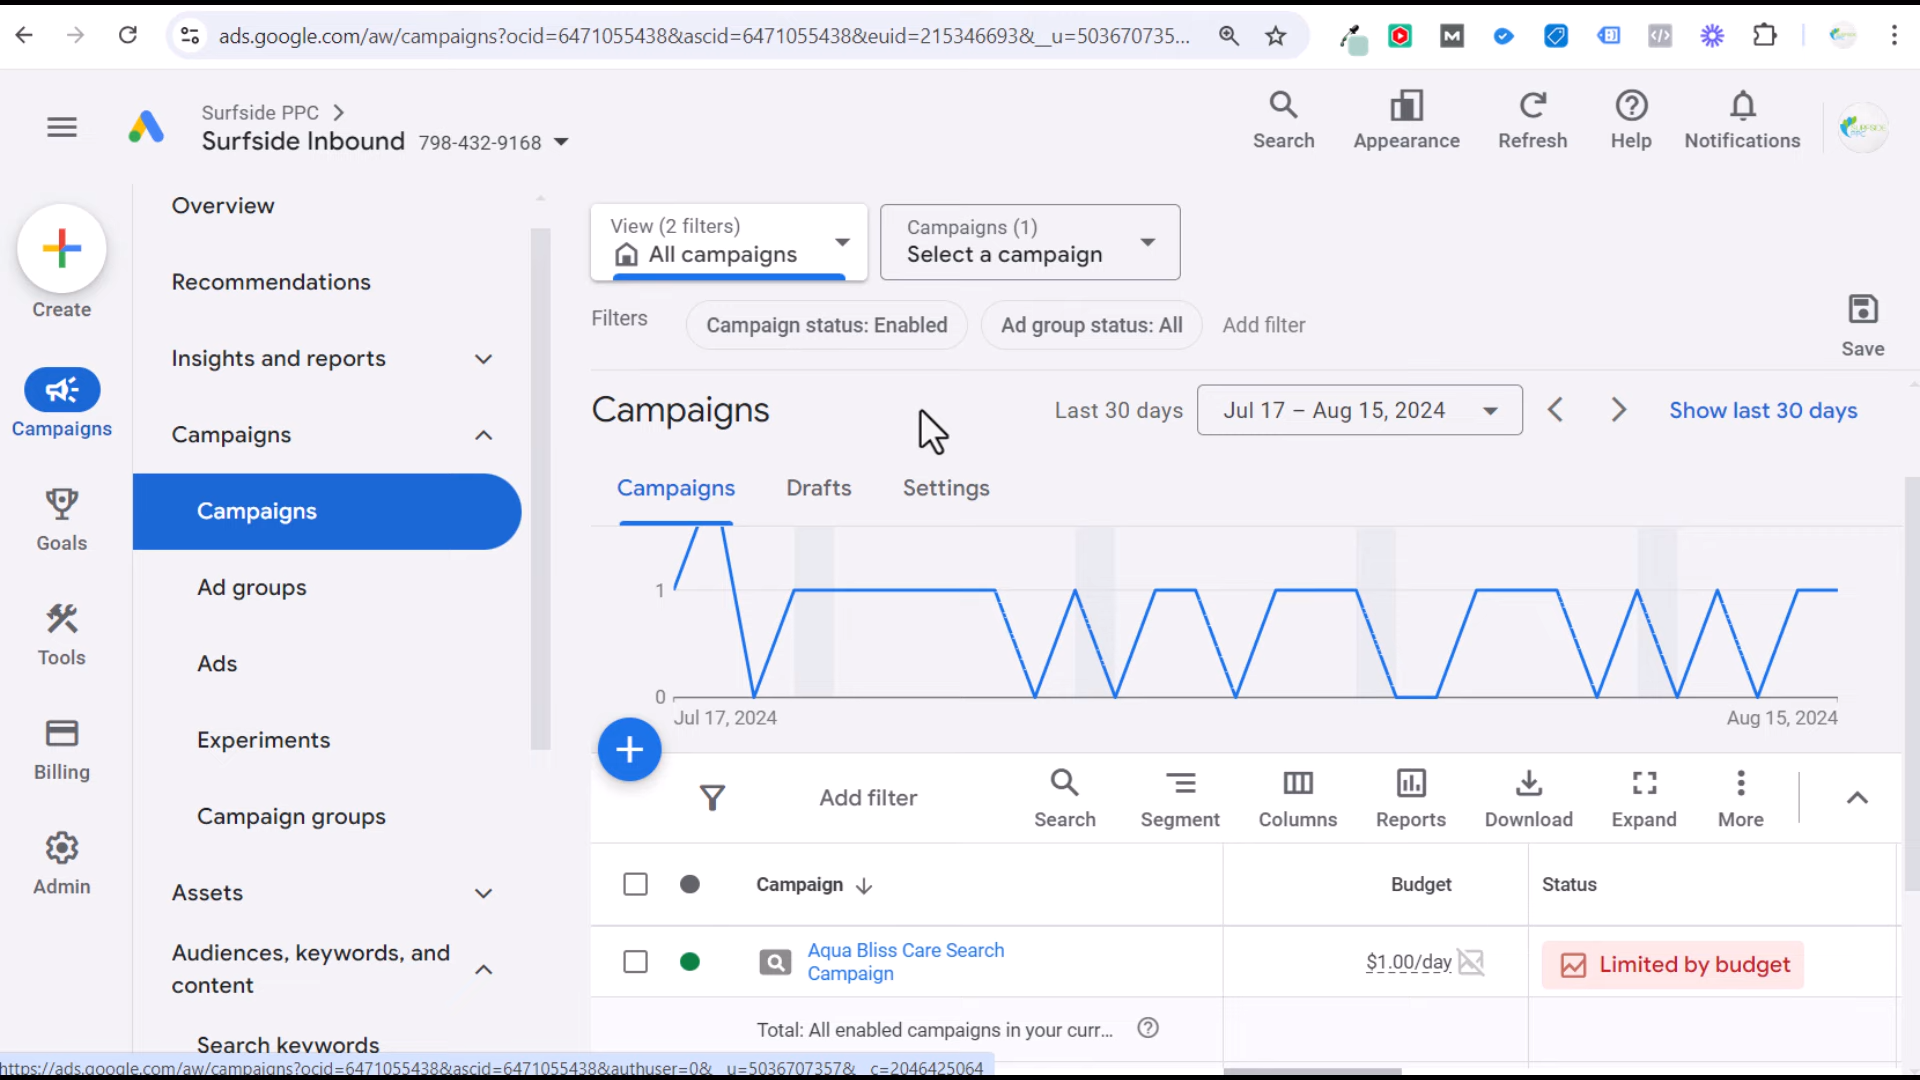 ads.google.com/aw/campaigns?ocid=6471055438&ascid=6471055438&euid=215346693&__u=503670735...
Surfside PPC
Surfside Inbound 798-432-9168
Search
Appearance
Refresh
Help
Notifications
Create
Campaigns
Goals
Tools
Billing
Admin
Overview
Recommendations
Insights and reports
Campaigns
Campaigns
Ad groups
Ads
Experiments
Campaign groups
Assets
Audiences, keywords, and
content
Search keywords
View (2 filters)
All campaigns
Campaigns (1)
Select a campaign
Filters
Campaign status: Enabled
Ad group status: All
Add filter
Save
Campaigns
Last 30 days
Jul 17 – Aug 15, 2024
Show last 30 days
Campaigns
Drafts
Settings
1
0
Jul 17, 2024
Aug 15, 2024
Add filter
Search
Segment
Columns
Reports
Download
Expand
More
Campaign
Budget
Status
Aqua Bliss Care Search
Campaign
$1.00/day
Limited by budget
Total: All enabled campaigns in your curr...
https://ads.google.com/aw/campaigns?ocid=6471055438&ascid=6471055438&authuser=0&__u=5036707357&__c=2046425064